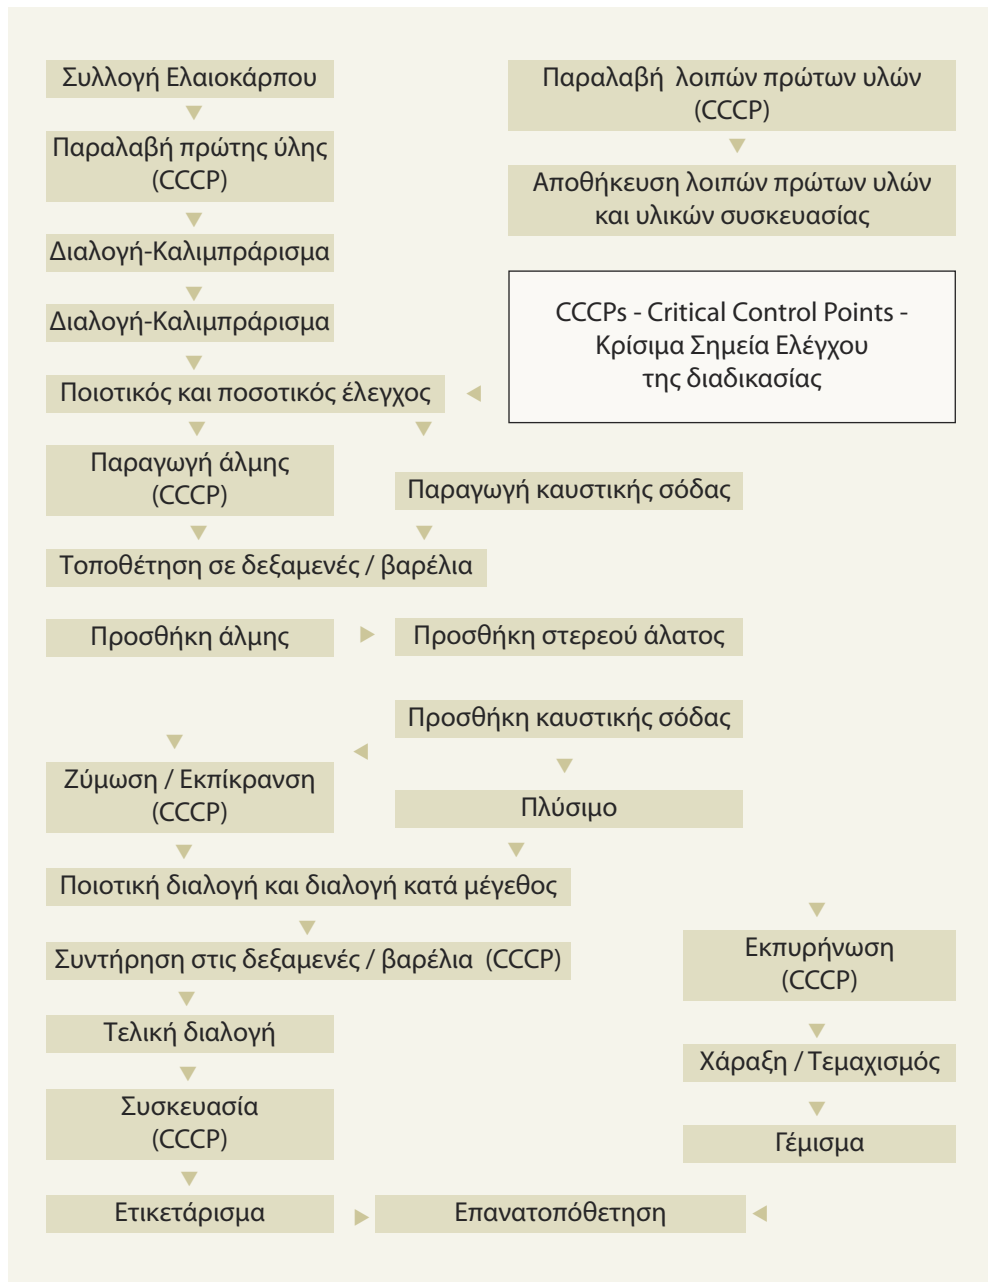 Συλλογή Ελαιοκάρπου
Παραλαβή πρώτης ύλης
(CCCP)
Διαλογή-Καλιμπράρισμα
Διαλογή-Καλιμπράρισμα
Ποιοτικός και ποσοτικός έλεγχος
Παραλαβή λοιπών πρώτων υλών
(CCCP)
Αποθήκευση λοιπών πρώτων υλών
και υλικών συσκευασίας
CCCPs - Critical Control Points -
Κρίσιμα Σημεία Ελέγχου
της διαδικασίας
Παραγωγή άλμης
(CCCP)
Παραγωγή καυστικής σόδας
Τοποθέτηση σε δεξαμενές / βαρέλια
Προσθήκη άλμης
Προσθήκη στερεού άλατος
Προσθήκη καυστικής σόδας
Ζύμωση / Εκπίκρανση
(CCCP)
Πλύσιμο
Ποιοτική διαλογή και διαλογή κατά μέγεθος
Συντήρηση στις δεξαμενές / βαρέλια (CCCP)
Τελική διαλογή
Συσκευασία
(CCCP)
Εκπυρήνωση
(CCCP)
Χάραξη / Τεμαχισμός
Γέμισμα
Ετικετάρισμα
Επανατοπόθετηση